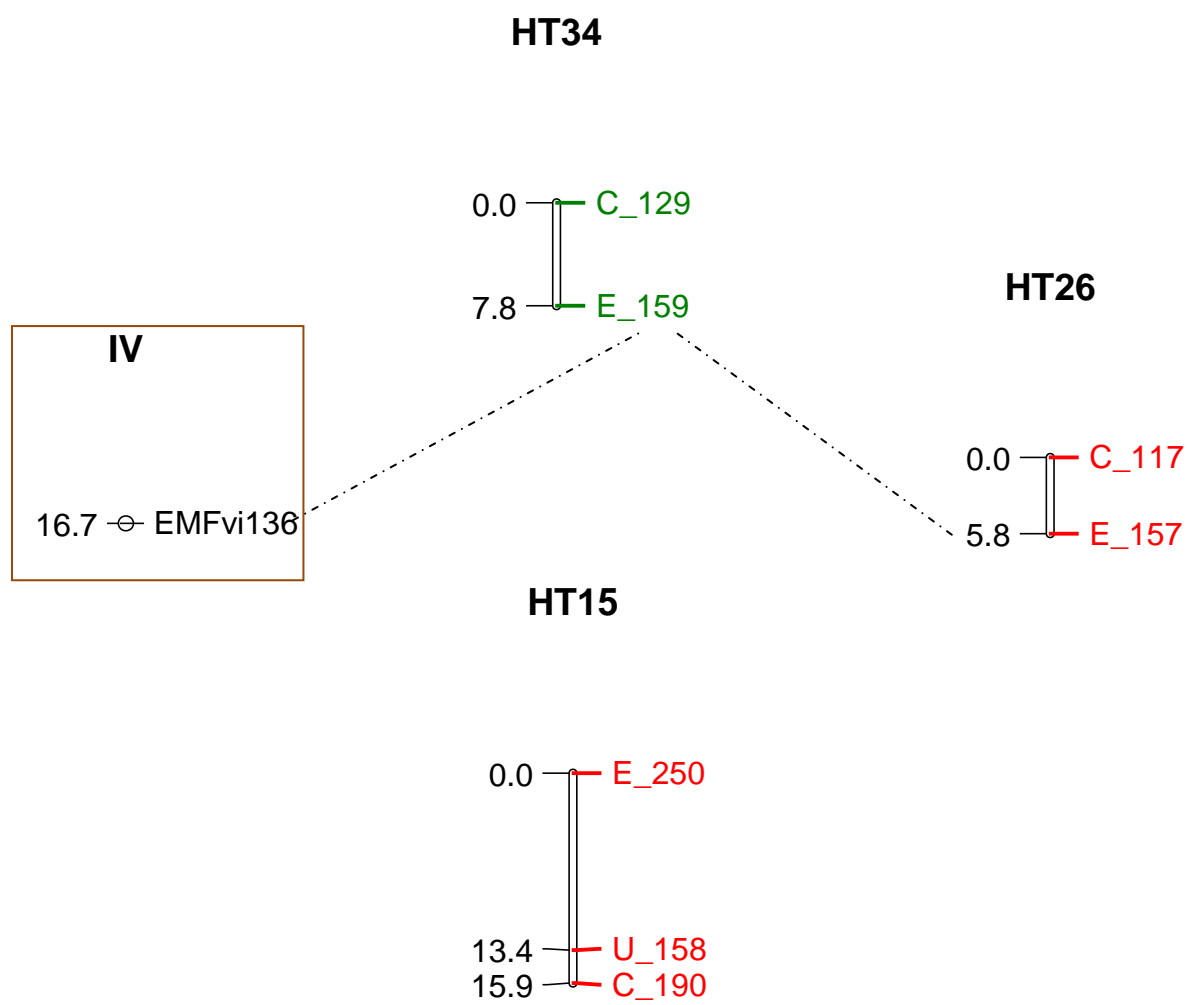 HT34
0.0 C_129
7.8 E_159
HT26
0.0 C_117
5.8 E_157
IV
16.7 EMFvi136
HT15
0.0 E_250
13.4 U_158
15.9 C_190